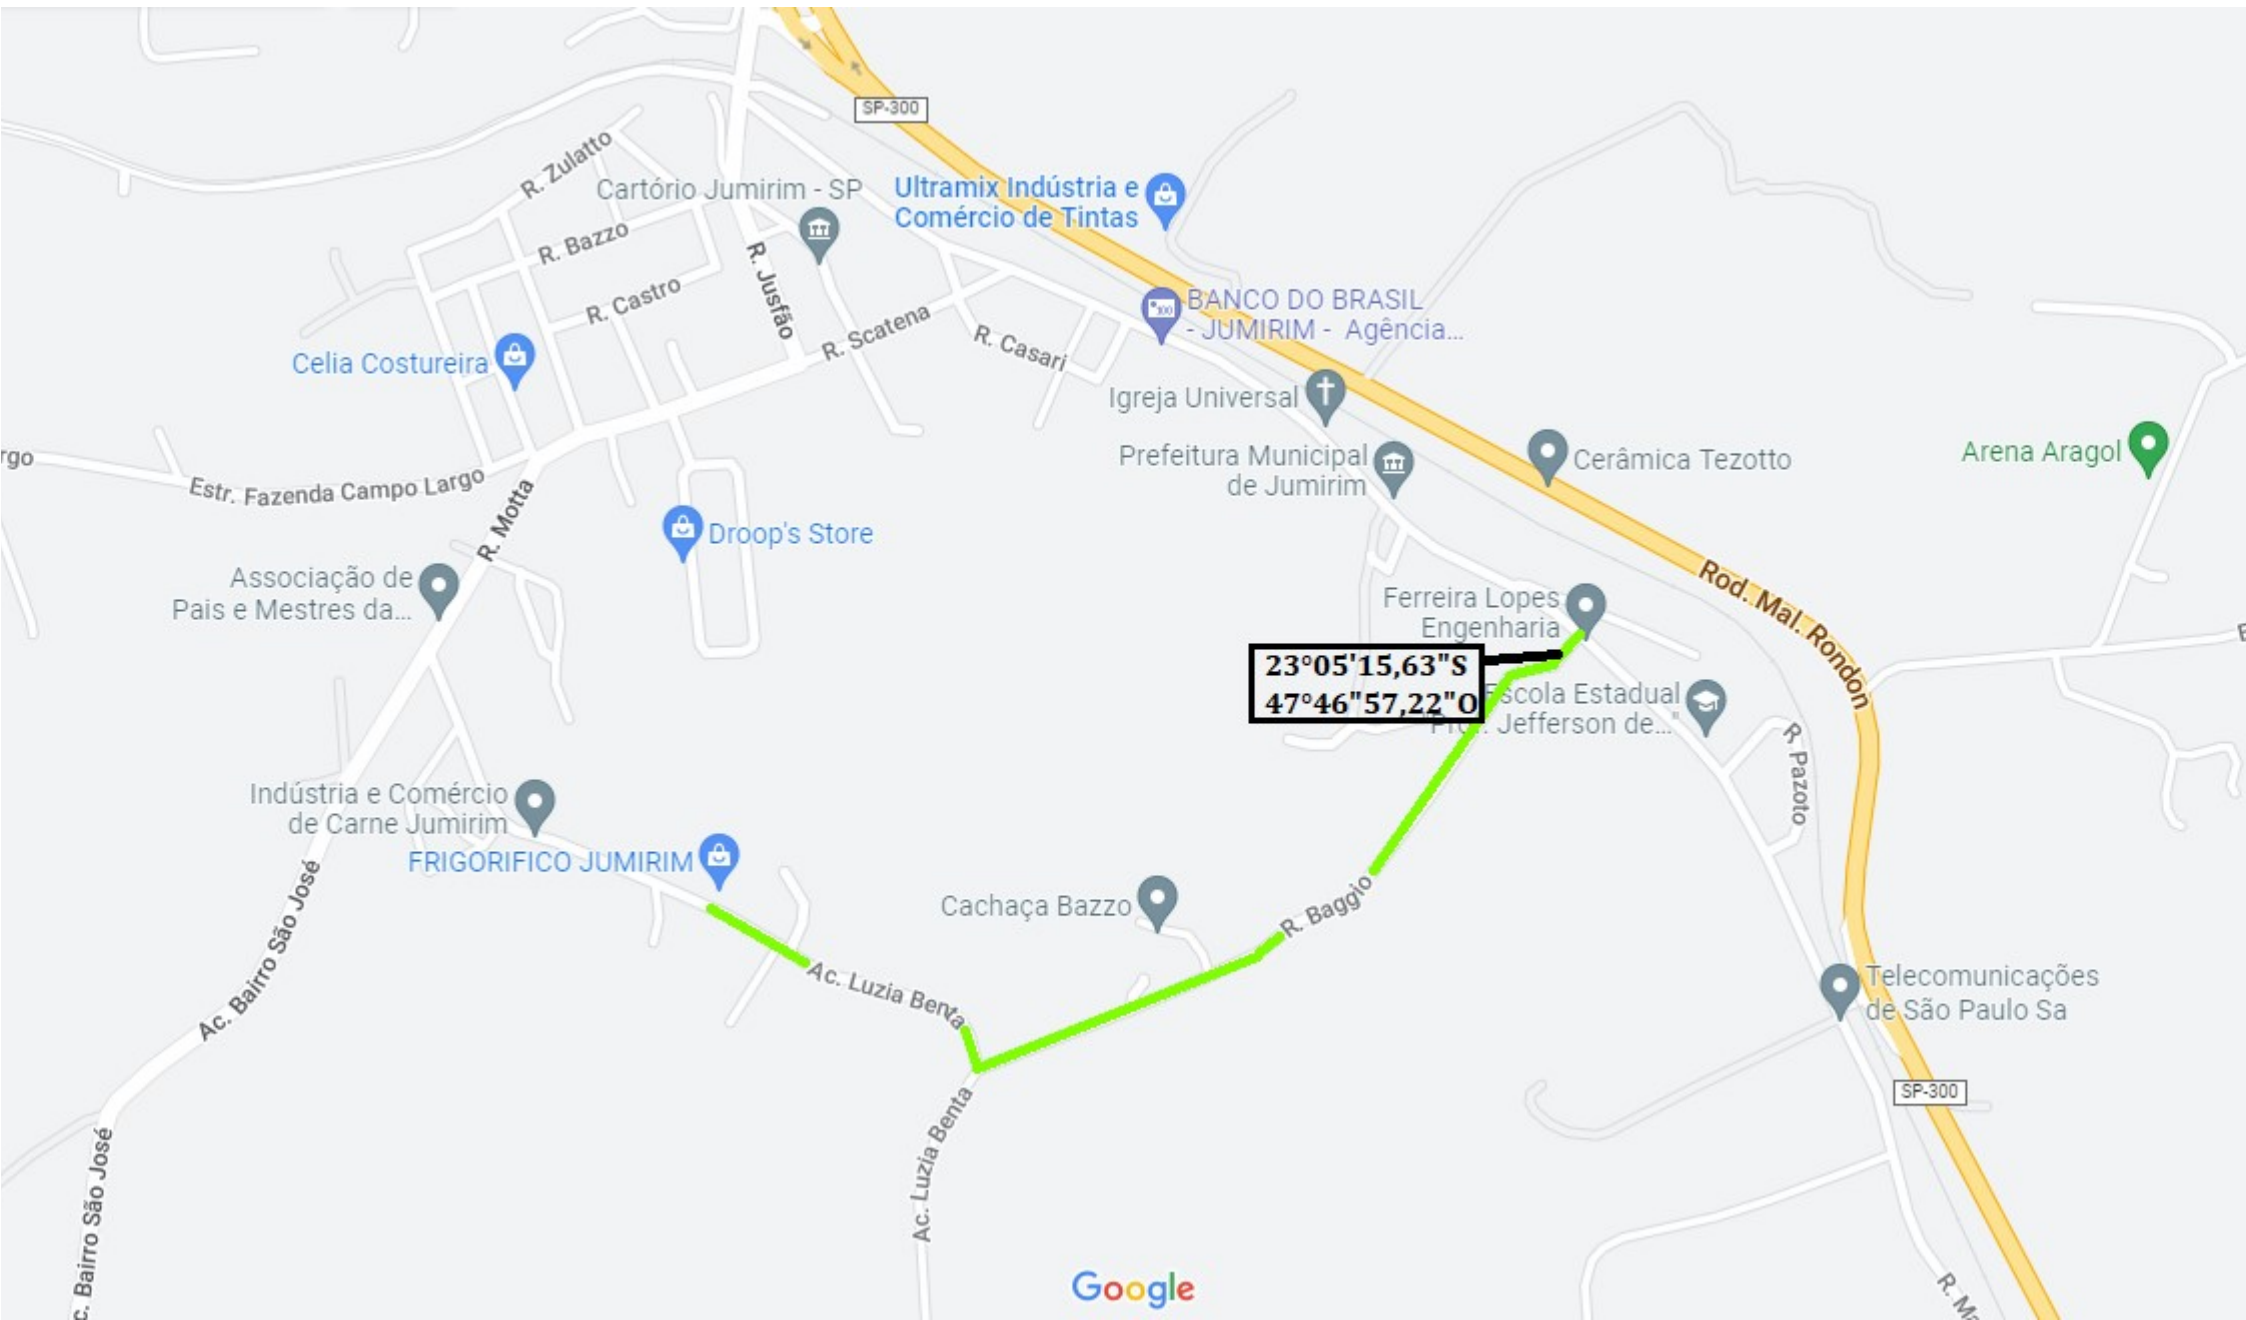 SP-300
R. Zulatto
Cartório Jumirim - SP
Ultramix Indústria e
Comércio de Tintas
R. Bazzo
R. Jusfão
R. Castro
BANCO DO BRASIL
- JUMIRIM - Agência...
R. Scatena
R. Casari
Celia Costureira
Igreja Universal
Prefeitura Municipal
de Jumirim
Cerâmica Tezotto
Arena Aragol
rgo
Estr. Fazenda Campo Largo
R. Motta
Droop's Store
Associação de
Pais e Mestres da...
Rod. Mal. Rondon
Ferreira Lopes
Engenharia
23°05'15,63"S
47°46"57,22"O
Escola Estadual
"Prof. Jefferson de..."
R. Pazoto
Indústria e Comércio
de Carne Jumirim
FRIGORIFICO JUMIRIM
Cachaça Bazzo
R. Baggio
Ac. Bairro São José
Ac. Luzia Benta
Telecomunicações
de São Paulo Sa
SP-300
Ac. Luzia Benta
c. Bairro São José
Google